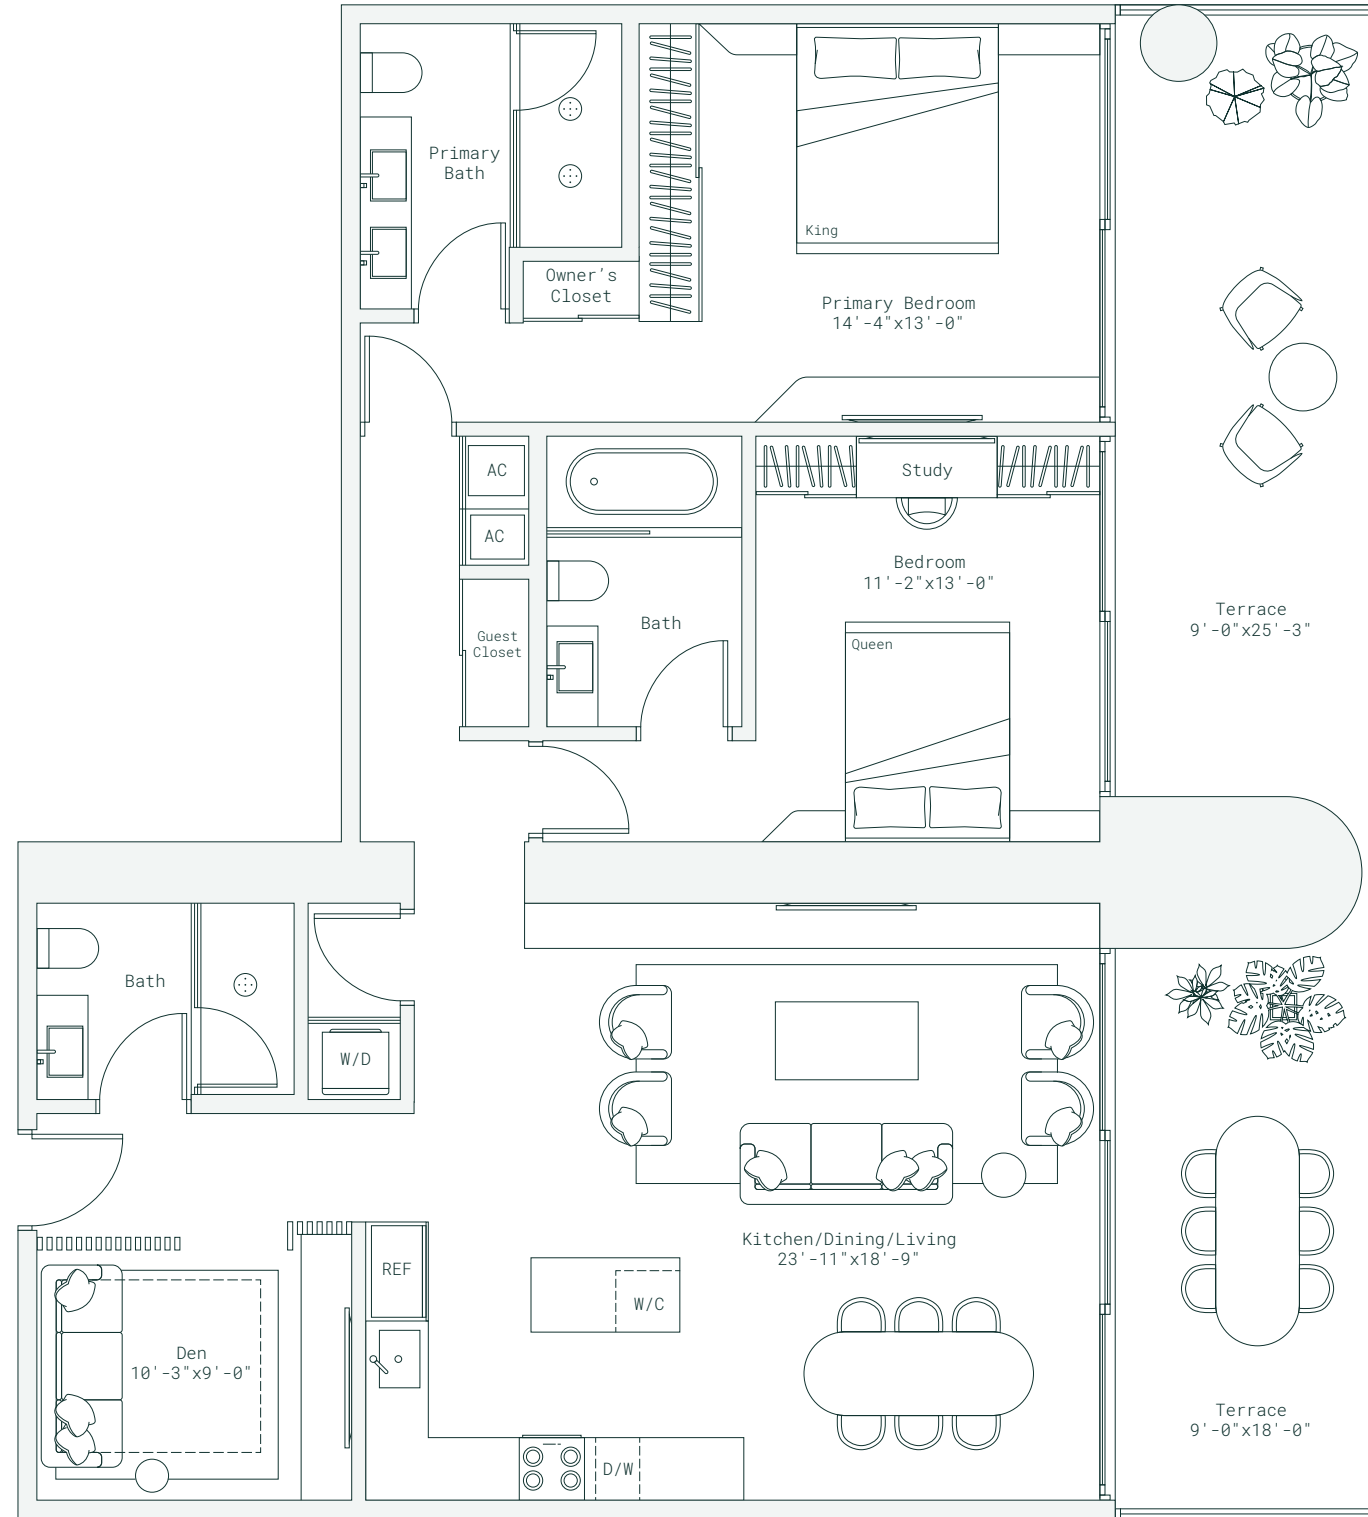 Primary
Bath
King
Owner's
Closet
Primary Bedroom
14'-4"x13'-0"
AC
Study
AC
Bedroom
11'-2"x13'-0"
Terrace
9'-0"x25'-3"
Bath
Guest
Closet
Queen
Bath
W/D
Kitchen/Dining/Living
23'-11"x18'-9"
REF
W/C
Den
10'-3"x9'-0"
Terrace
9'-0"x18'-0"
D/W